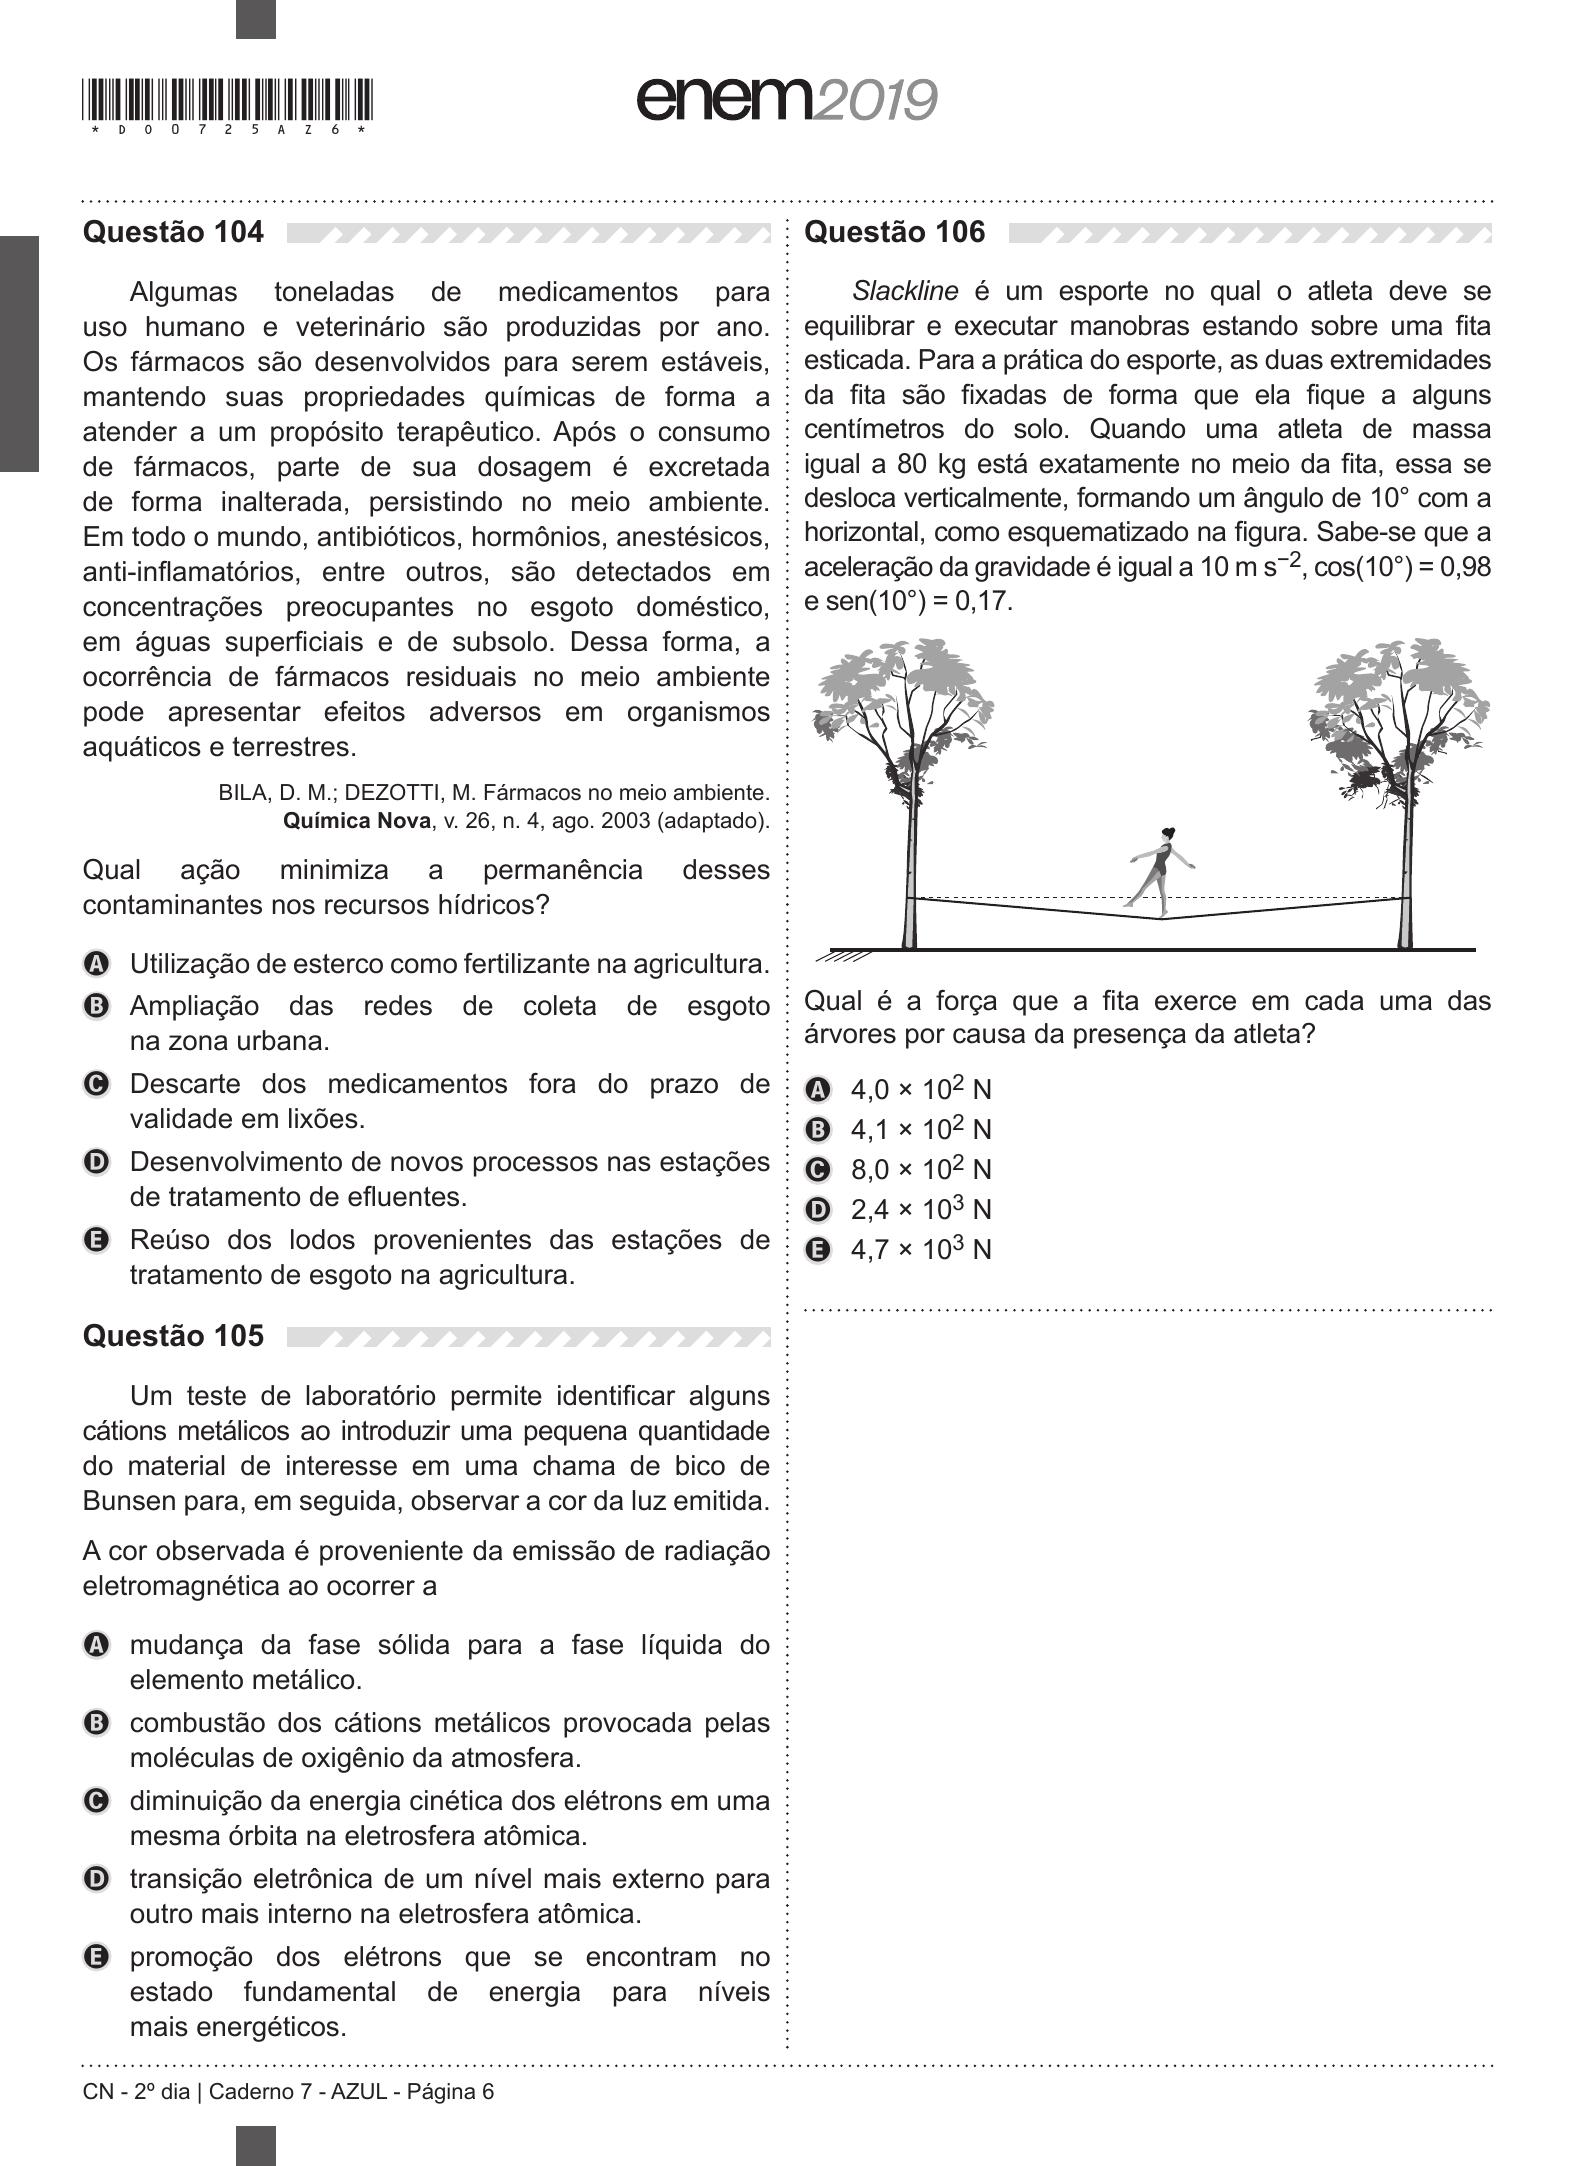 *D00725AZ6*
enem2019
Questão 104
Algumas toneladas de medicamentos para
uso humano e veterinário são produzidas por ano.
Os fármacos são desenvolvidos para serem estáveis,
mantendo suas propriedades químicas de forma a
atender a um propósito terapêutico. Após o consumo
de fármacos, parte de sua dosagem é excretada
de forma inalterada, persistindo no meio ambiente.
Em todo o mundo, antibióticos, hormônios, anestésicos,
anti-inflamatórios, entre outros, são detectados em
concentrações preocupantes no esgoto doméstico,
em águas superficiais e de subsolo. Dessa forma, a
ocorrência de fármacos residuais no meio ambiente
pode apresentar efeitos adversos em organismos
aquáticos e terrestres.
BILA, D. M.; DEZOTTI, M. Fármacos no meio ambiente.
Química Nova, v. 26, n. 4, ago. 2003 (adaptado).
Qual ação minimiza a permanência desses
contaminantes nos recursos hídricos?
A Utilização de esterco como fertilizante na agricultura.
B Ampliação das redes de coleta de esgoto
na zona urbana.
C Descarte dos medicamentos fora do prazo de
validade em lixões.
D Desenvolvimento de novos processos nas estações
de tratamento de efluentes.
E Reúso dos lodos provenientes das estações de
tratamento de esgoto na agricultura.
Questão 105
Um teste de laboratório permite identificar alguns
cátions metálicos ao introduzir uma pequena quantidade
do material de interesse em uma chama de bico de
Bunsen para, em seguida, observar a cor da luz emitida.
A cor observada é proveniente da emissão de radiação
eletromagnética ao ocorrer a
A mudança da fase sólida para a fase líquida do
elemento metálico.
B combustão dos cátions metálicos provocada pelas
moléculas de oxigênio da atmosfera.
C diminuição da energia cinética dos elétrons em uma
mesma órbita na eletrosfera atômica.
D transição eletrônica de um nível mais externo para
outro mais interno na eletrosfera atômica.
E promoção dos elétrons que se encontram no
estado fundamental de energia para níveis
mais energéticos.
Questão 106
Slackline é um esporte no qual o atleta deve se
equilibrar e executar manobras estando sobre uma fita
esticada. Para a prática do esporte, as duas extremidades
da fita são fixadas de forma que ela fique a alguns
centímetros do solo. Quando uma atleta de massa
igual a 80 kg está exatamente no meio da fita, essa se
desloca verticalmente, formando um ângulo de 10° com a
horizontal, como esquematizado na figura. Sabe-se que a
aceleração da gravidade é igual a 10 m s⁻², cos(10°) = 0,98
e sen(10°) = 0,17.
Qual é a força que a fita exerce em cada uma das
árvores por causa da presença da atleta?
A 4,0 × 10² N
B 4,1 × 10² N
C 8,0 × 10² N
D 2,4 × 10³ N
E 4,7 × 10³ N
CN - 2º dia | Caderno 7 - AZUL - Página 6